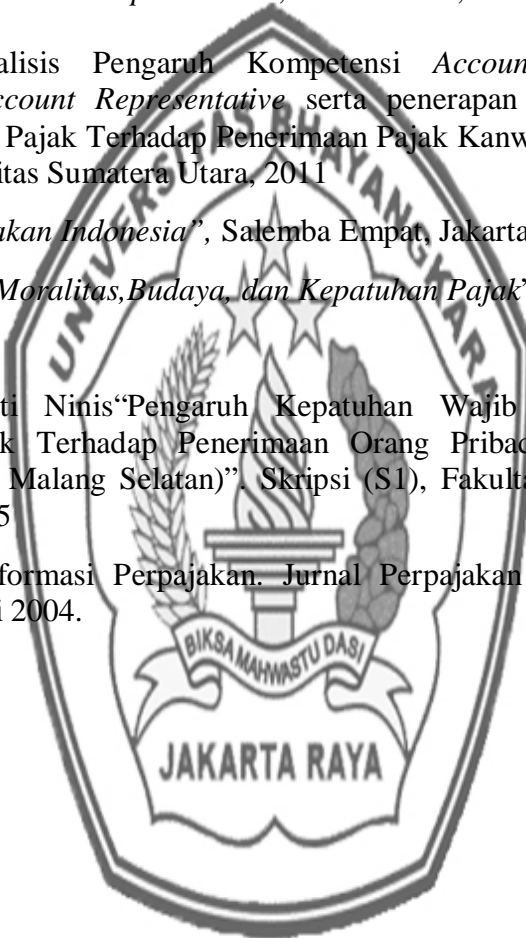 alisis Pengaruh Kompetensi Accoun
ccount Representative serta penerapan
Pajak Terhadap Penerimaan Pajak Kanw
itas Sumatera Utara, 2011
akan Indonesia”, Salemba Empat, Jakarta
Moralitas,Budaya, dan Kepatuhan Pajak”
ti Ninis“Pengaruh Kepatuhan Wajib
k Terhadap Penerimaan Orang Pribad
Malang Selatan)”. Skripsi (S1), Fakulta
5
formasi Perpajakan. Jurnal Perpajakan
i 2004.
UNIVERSITAS BHAYANGKARA
BIKSA MAHWASTU DASI
JAKARTA RAYA